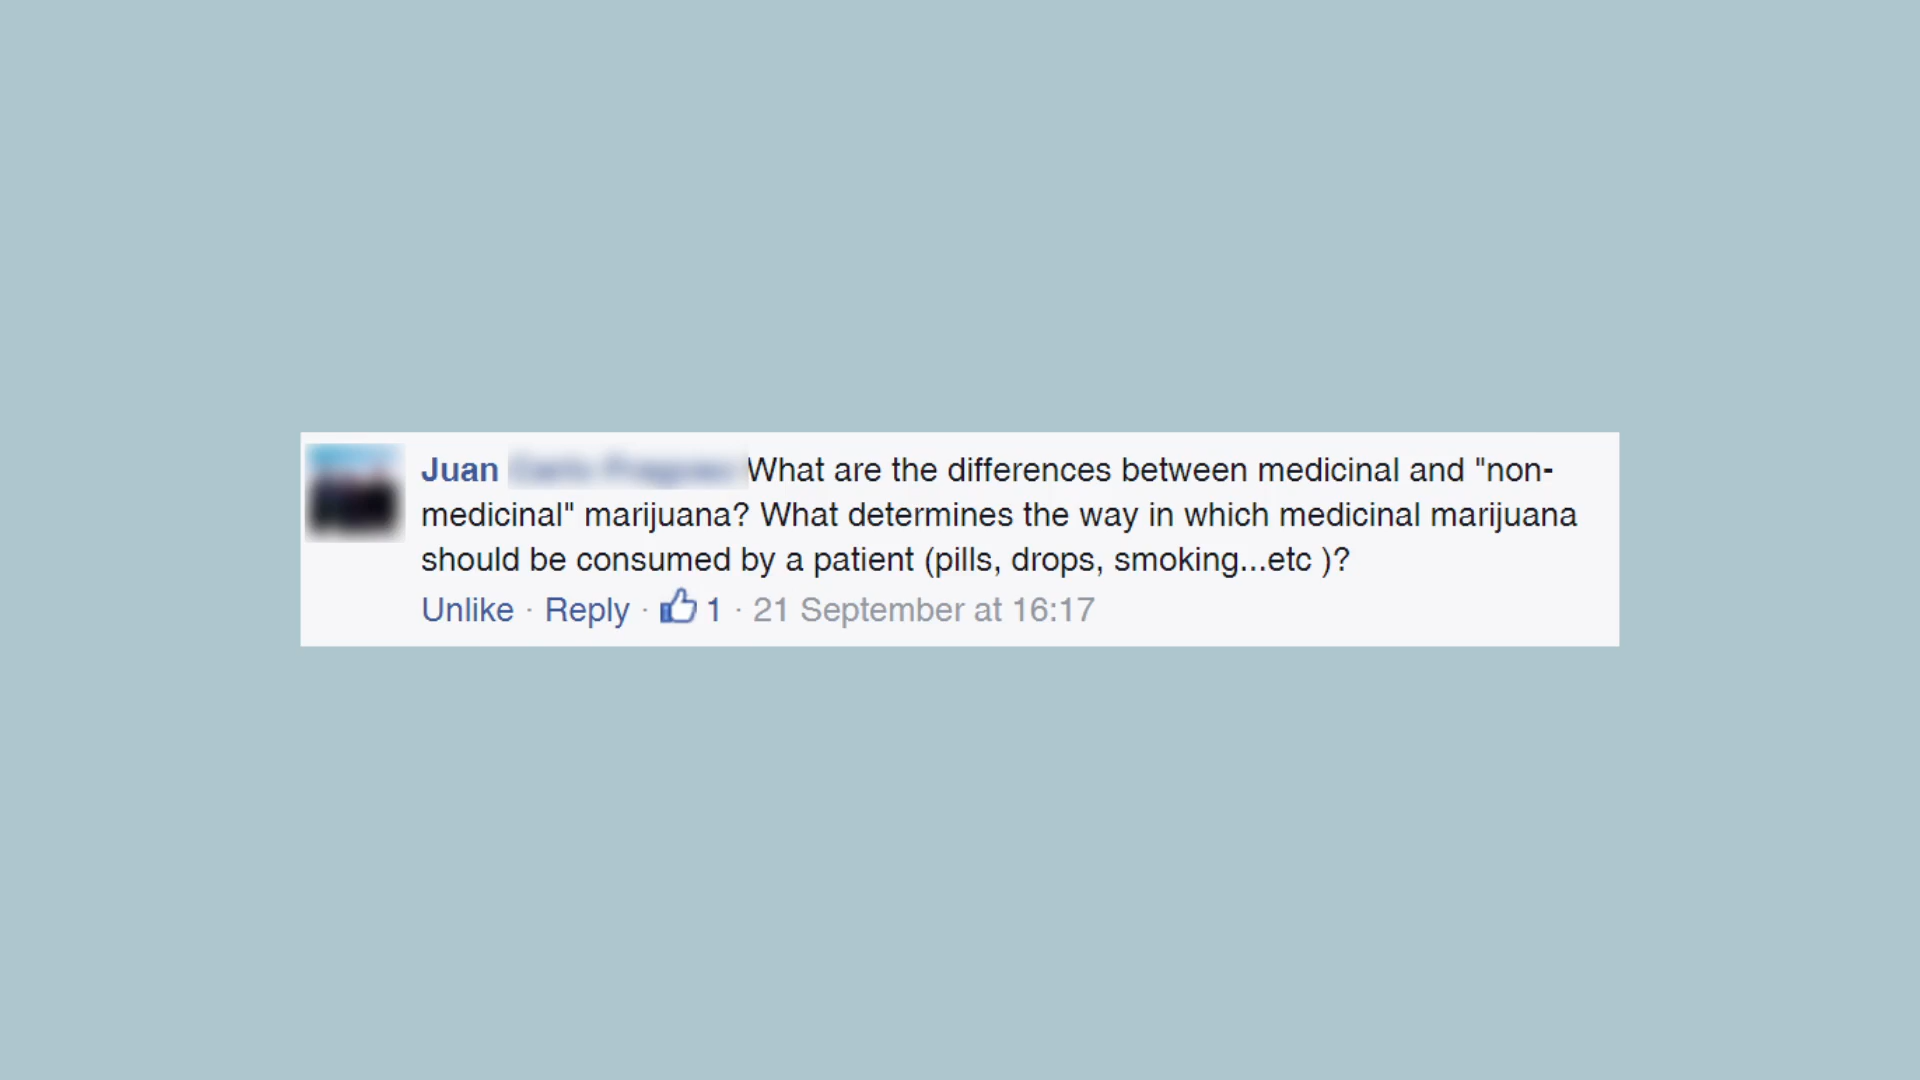 Juan What are the differences between medicinal and "non-
medicinal" marijuana? What determines the way in which medicinal marijuana
should be consumed by a patient (pills, drops, smoking...etc )?
Unlike · Reply · 1 · 21 September at 16:17